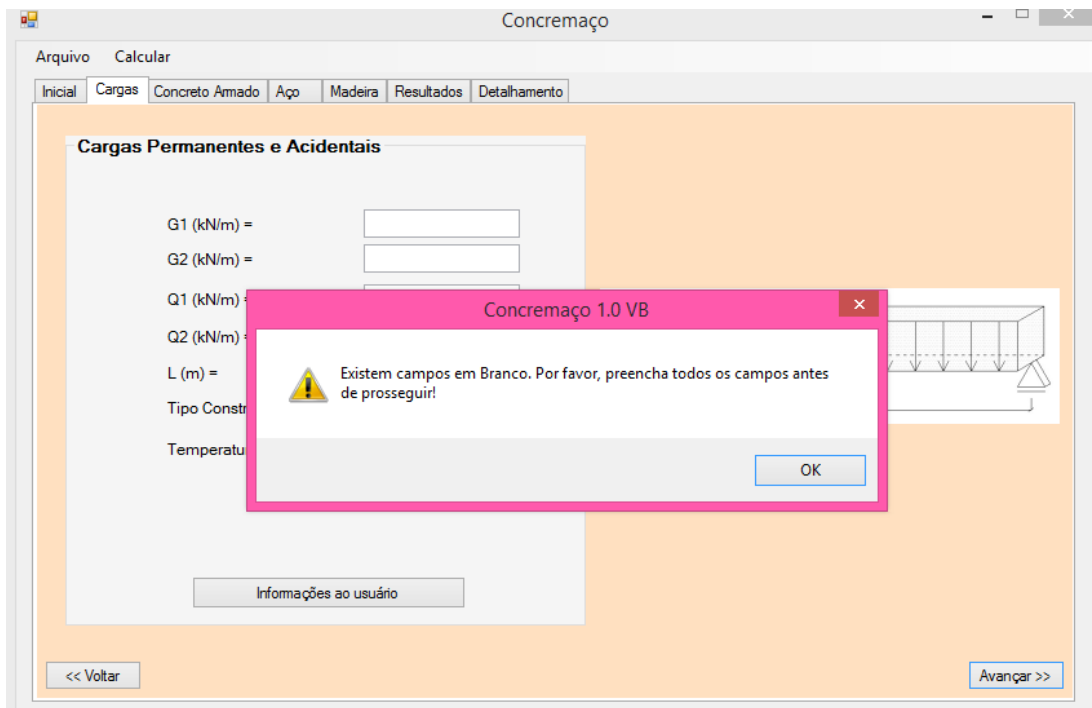 Concremaço
Arquivo Calcular
Inicial Cargas Concreto Armado Aço Madeira Resultados Detalhamento
Cargas Permanentes e Acidentais
G1 (kN/m) =
G2 (kN/m) =
Q1 (kN/m) =
Q2 (kN/m) =
L (m) =
Tipo Constr
Temperatu
Concremaço 1.0 VB
Existem campos em Branco. Por favor, preencha todos os campos antes
de prosseguir!
OK
Informações ao usuário
<< Voltar
Avançar >>